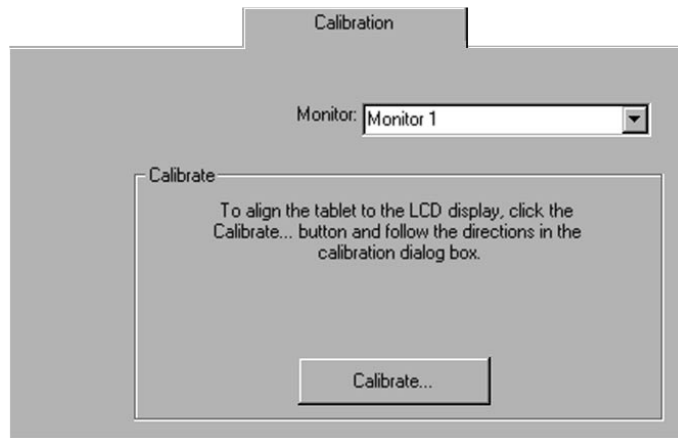 Calibration
Monitor: Monitor 1
Calibrate
To align the tablet to the LCD display, click the
Calibrate... button and follow the directions in the
calibration dialog box.
Calibrate...